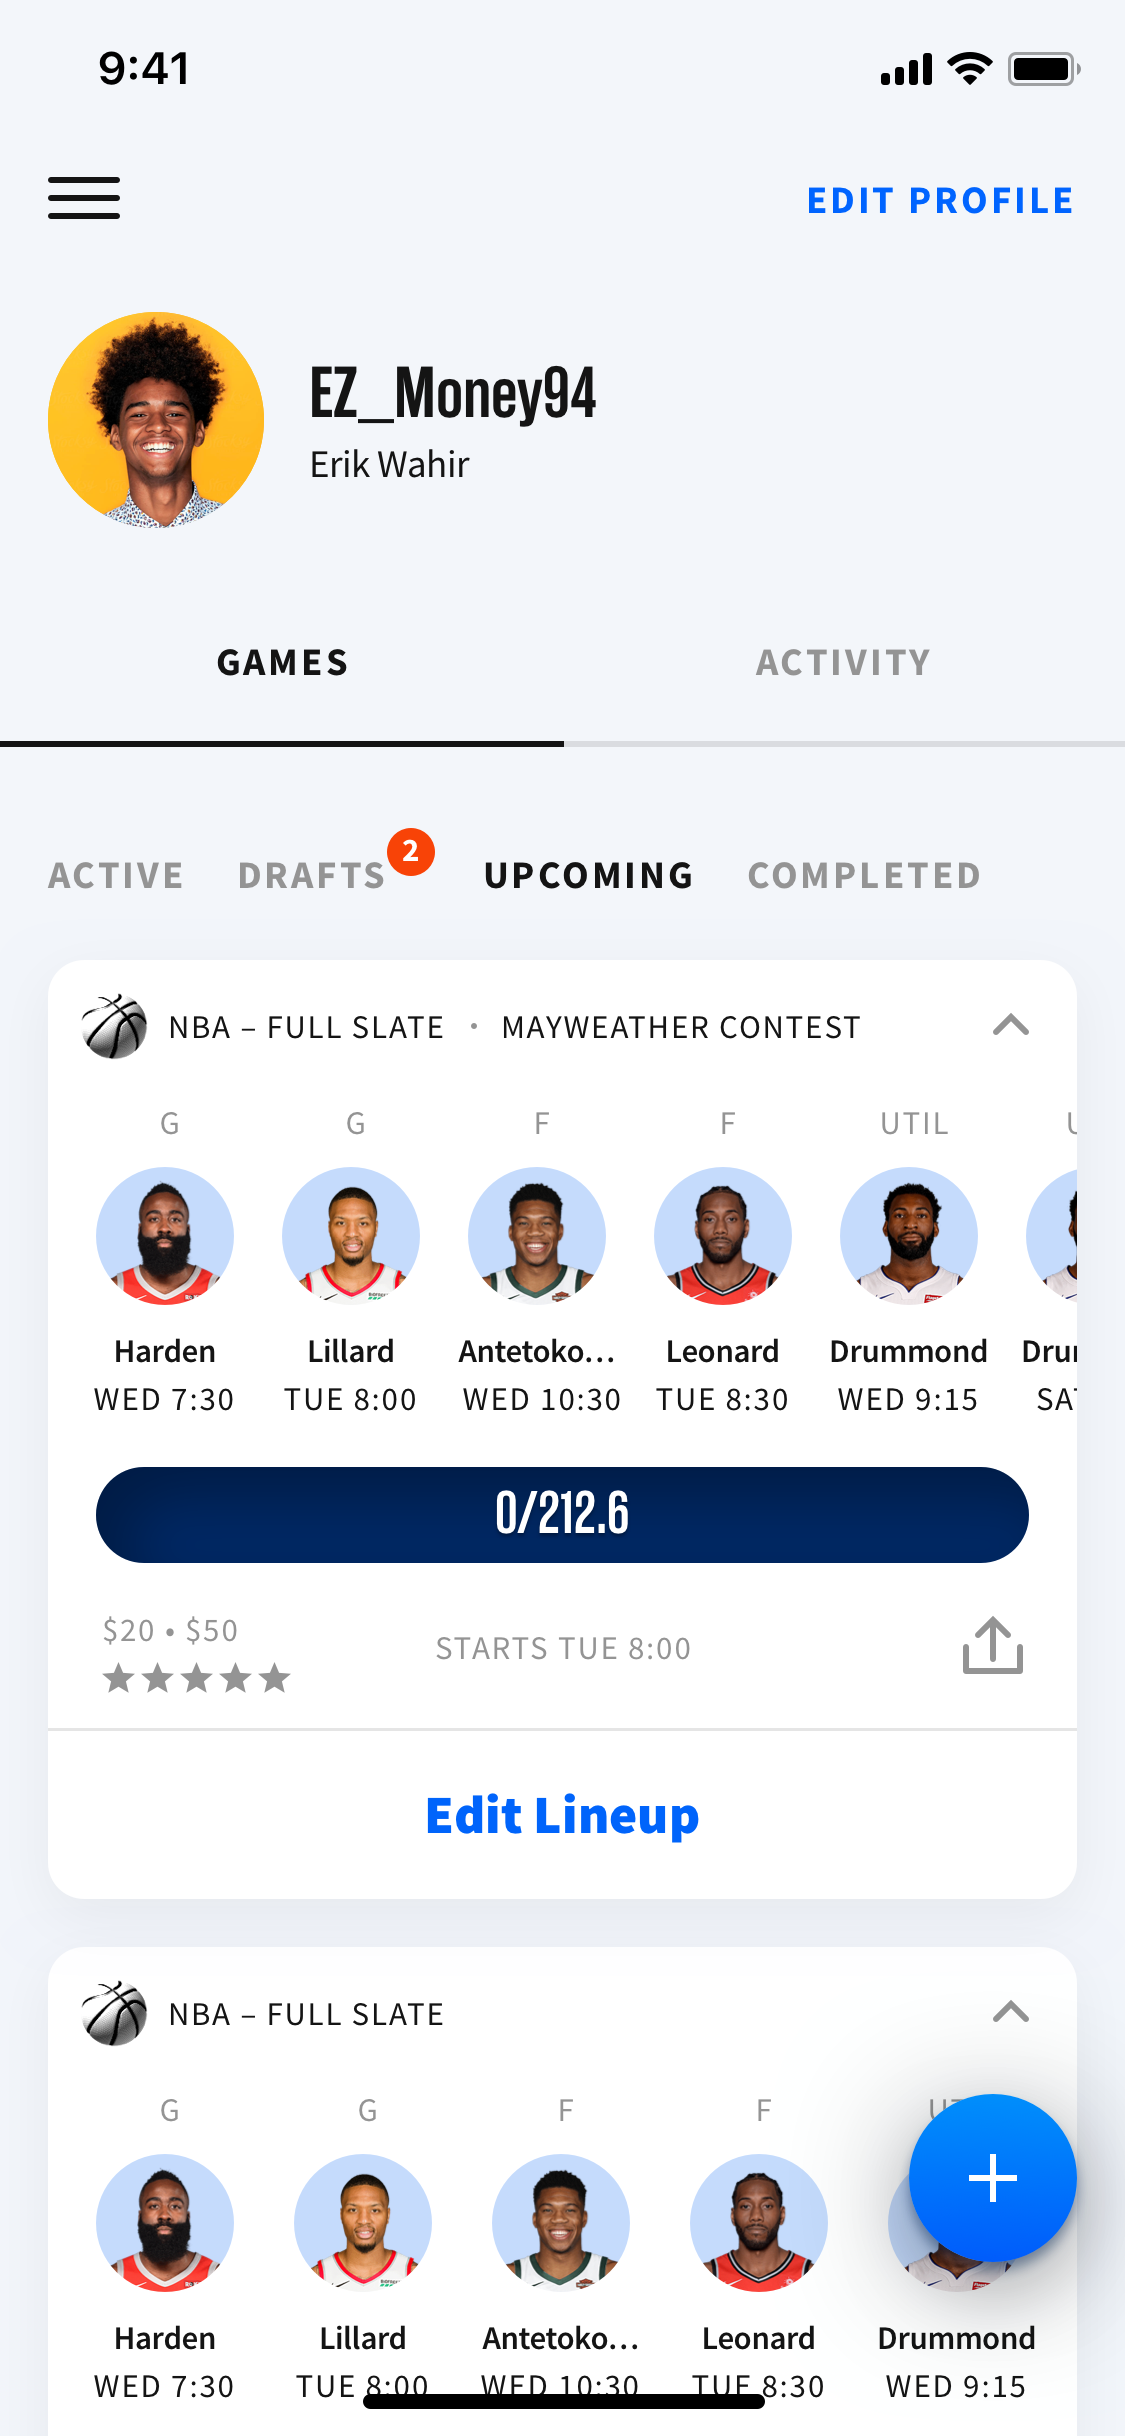 9:41
EDIT PROFILE
EZ_Money94
Erik Wahir
GAMES ACTIVITY
ACTIVE DRAFTS 2 UPCOMING COMPLETED
NBA – FULL SLATE • MAYWEATHER CONTEST
G G F F UTIL
Harden Lillard Antetoko... Leonard Drummond
WED 7:30 TUE 8:00 WED 10:30 TUE 8:30 WED 9:15
0/212.6
$20 • $50
STARTS TUE 8:00
Edit Lineup
NBA – FULL SLATE
G G F F
Harden Lillard Antetoko... Leonard Drummond
WED 7:30 TUE 8:00 WED 10:30 TUE 8:30 WED 9:15